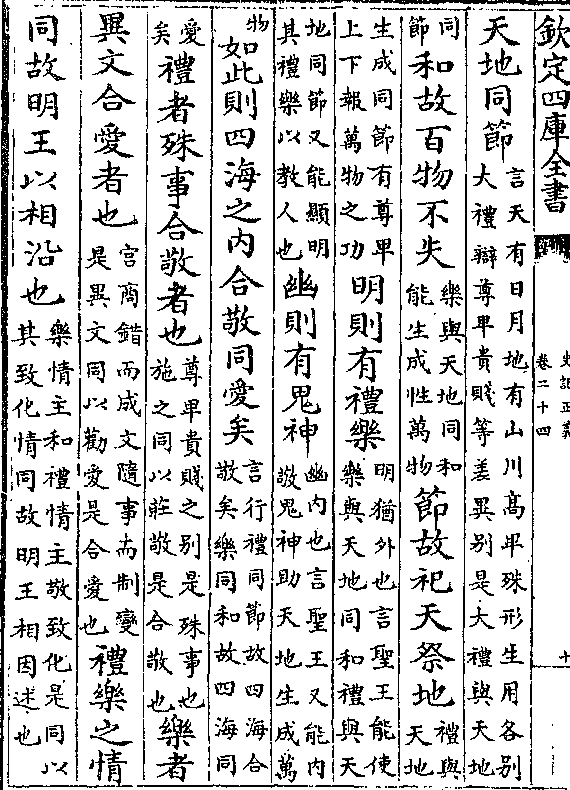 欽定四庫全書
史記正義
卷二十四
十
天地同節
言天有日月地有山川高卑殊形生用各别
大禮辯尊卑貴賤等差異别是大禮與天地
同
節
和故百物不失
樂與天地同和
能生成性萬物
節故祀天祭地
禮與
天地
生成同節有尊卑
上下報萬物之功
明則有禮樂
明猶外也言聖王能使
樂與天地同和禮與天
地同節又能顯明
其禮樂以教人也
幽則有鬼神
幽内也言聖王又能内
敬鬼神助天地生成萬
物
如此則四海之内合敬同愛矣
言行禮同節故四海合
敬矣樂同和故四海同
愛
矣
禮者殊事合敬者也
尊卑貴賤之别是殊事也
施之同以莊敬是合敬也
樂者
異文合愛者也
宫商錯而成文隨事而制變
是異文同以勸愛是合愛也
禮樂之情
同故明王以相沿也
樂情主和禮情主敬致化是同以
其致化情同故明王相因述也